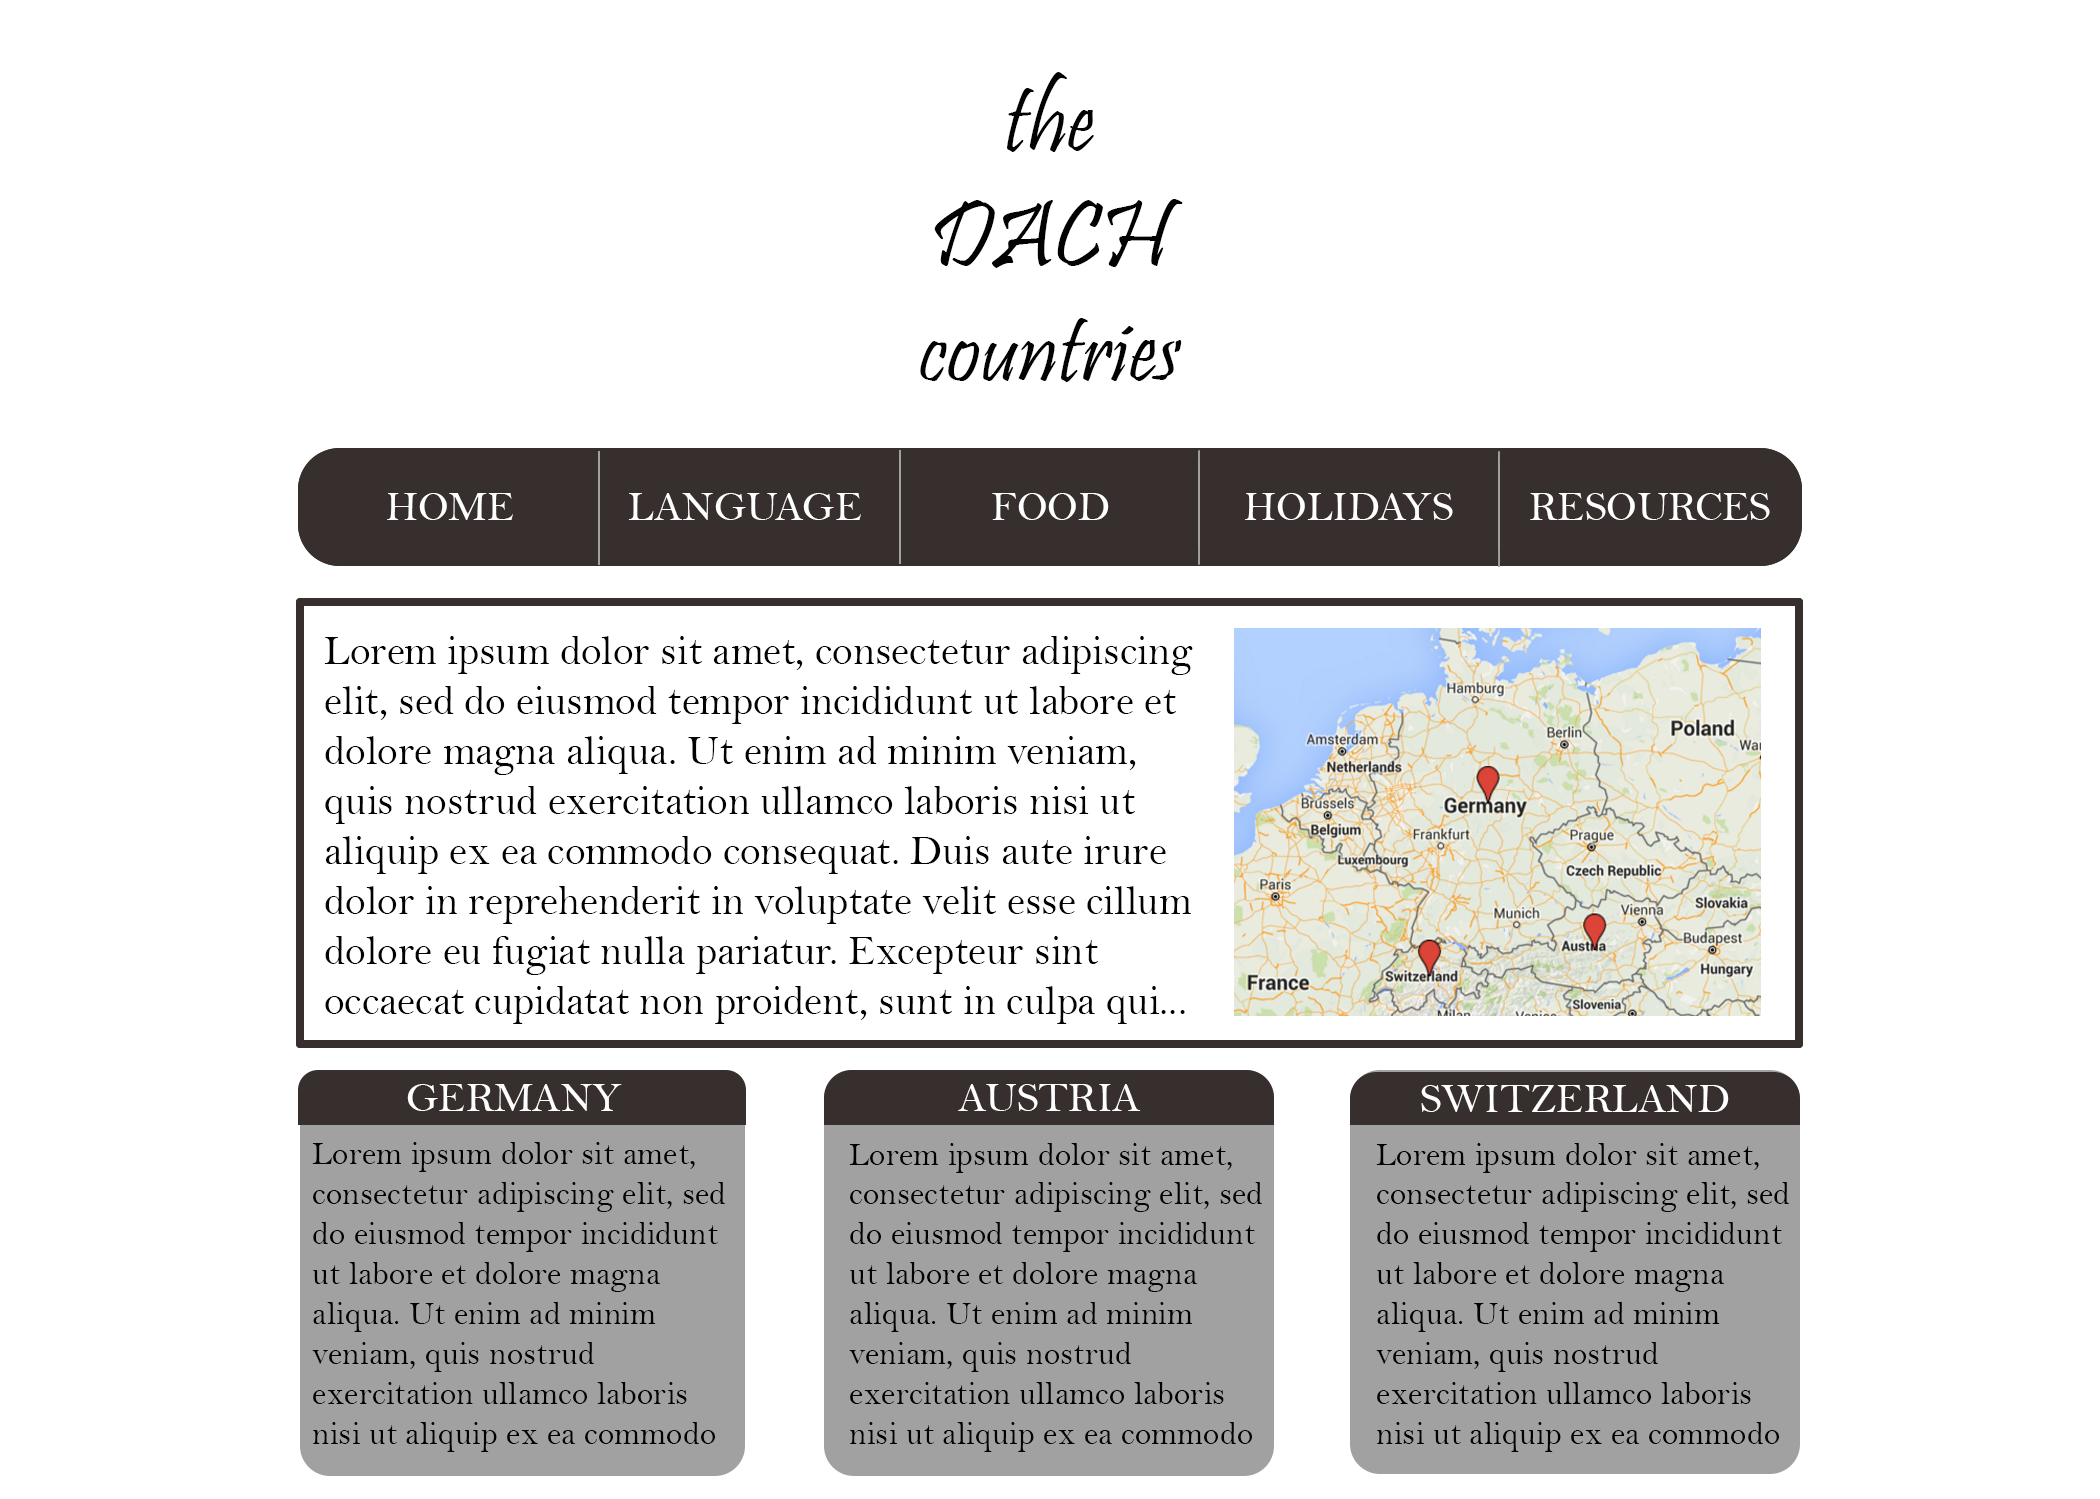 the
DACH
countries
HOME LANGUAGE FOOD HOLIDAYS RESOURCES
Lorem ipsum dolor sit amet, consectetur adipiscing
elit, sed do eiusmod tempor incididunt ut labore et
dolore magna aliqua. Ut enim ad minim veniam,
quis nostrud exercitation ullamco laboris nisi ut
aliquip ex ea commodo consequat. Duis aute irure
dolor in reprehenderit in voluptate velit esse cillum
dolore eu fugiat nulla pariatur. Excepteur sint
occaecat cupidatat non proident, sunt in culpa qui...
Hamburg
Poland
Berlin
Amsterdam
Netherlands
Brussels
Germany
Belgium
Frankfurt
Prague
Luxembourg
Czech Republic
Paris
Slovakia
Munich
Vienna
Budapest
Austria
Hungary
Switzerland
France
Slovenia
GERMANY
Lorem ipsum dolor sit amet,
consectetur adipiscing elit, sed
do eiusmod tempor incididunt
ut labore et dolore magna
aliqua. Ut enim ad minim
veniam, quis nostrud
exercitation ullamco laboris
nisi ut aliquip ex ea commodo
AUSTRIA
Lorem ipsum dolor sit amet,
consectetur adipiscing elit, sed
do eiusmod tempor incididunt
ut labore et dolore magna
aliqua. Ut enim ad minim
veniam, quis nostrud
exercitation ullamco laboris
nisi ut aliquip ex ea commodo
SWITZERLAND
Lorem ipsum dolor sit amet,
consectetur adipiscing elit, sed
do eiusmod tempor incididunt
ut labore et dolore magna
aliqua. Ut enim ad minim
veniam, quis nostrud
exercitation ullamco laboris
nisi ut aliquip ex ea commodo